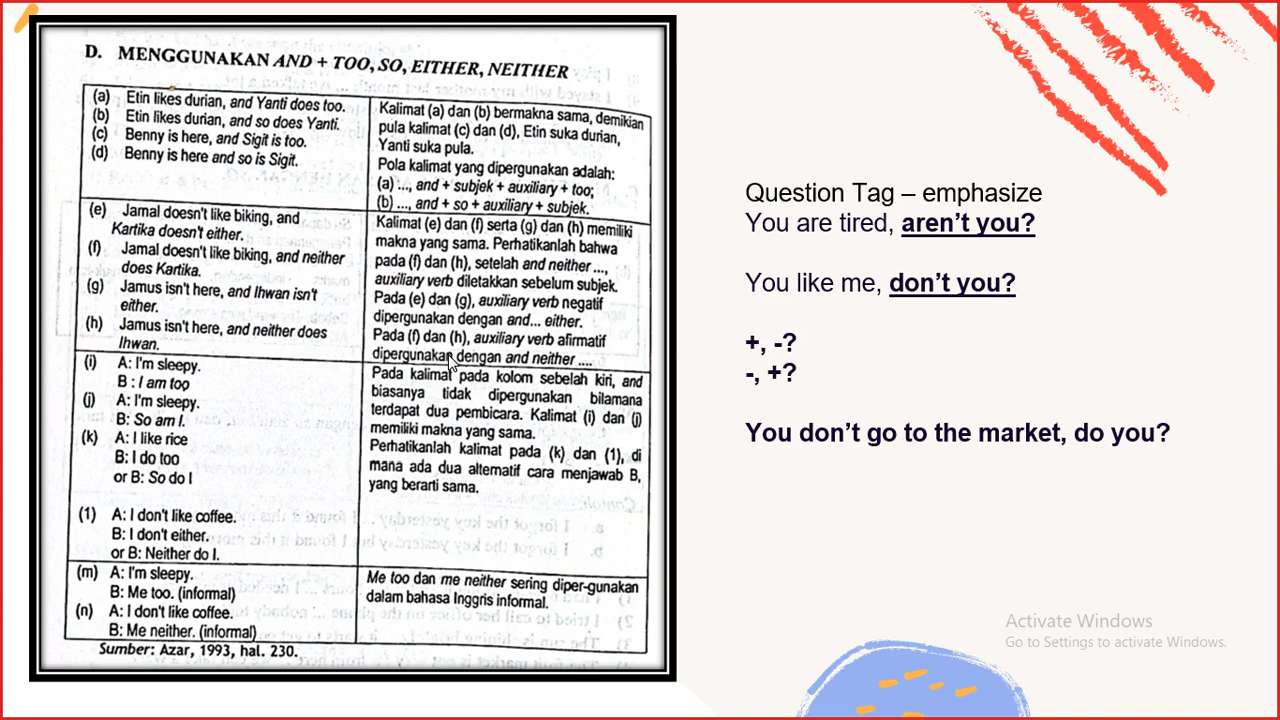 D. MENGGUNAKAN AND + TOO, SO, EITHER, NEITHER
(a) Etin likes durian, and Yanti does too.
(b) Etin likes durian, and so does Yanti.
(c) Benny is here, and Sigit is too.
(d) Benny is here and so is Sigit.
Kalimat (a) dan (b) bermakna sama, demikian
pula kalimat (c) dan (d), Etin suka durian,
Yanti suka pula.
Pola kalimat yang dipergunakan adalah:
(a) ..., and + subjek + auxiliary + too;
(b) ..., and + so + auxiliary + subjek.
(e) Jamal doesn't like biking, and
Kartika doesn't either.
(f) Jamal doesn't like biking, and neither
does Kartika.
(g) Jamus isn't here, and Ihwan isn't
either.
(h) Jamus isn't here, and neither does
Ihwan.
Kalimat (e) dan (f) serta (g) dan (h) memiliki
makna yang sama. Perhatikanlah bahwa
pada (f) dan (h), setelah and neither ...,
auxiliary verb diletakkan sebelum subjek.
Pada (e) dan (g), auxiliary verb negatif
dipergunakan dengan and... either.
Pada (f) dan (h), auxiliary verb afirmatif
dipergunakan dengan and neither ....
(i) A: I'm sleepy.
B : I am too
(j) A: I'm sleepy.
B: So am I.
(k) A: I like rice
B: I do too
or B: So do I
(1) A: I don't like coffee.
B: I don't either.
or B: Neither do I.
Pada kalimat pada kolom sebelah kiri, and
biasanya tidak dipergunakan bilamana
terdapat dua pembicara. Kalimat (i) dan (j)
memiliki makna yang sama.
Perhatikanlah kalimat pada (k) dan (1), di
mana ada dua alternatif cara menjawab B,
yang berarti sama.
(m) A: I'm sleepy.
B: Me too. (informal)
(n) A: I don't like coffee.
B: Me neither. (informal)
Me too dan me neither sering diper-gunakan
dalam bahasa Inggris informal.
Sumber: Azar, 1993, hal. 230.
Question Tag – emphasize
You are tired, aren't you?
You like me, don't you?
+, -?
-, +?
You don't go to the market, do you?
Activate Windows
Go to Settings to activate Windows.